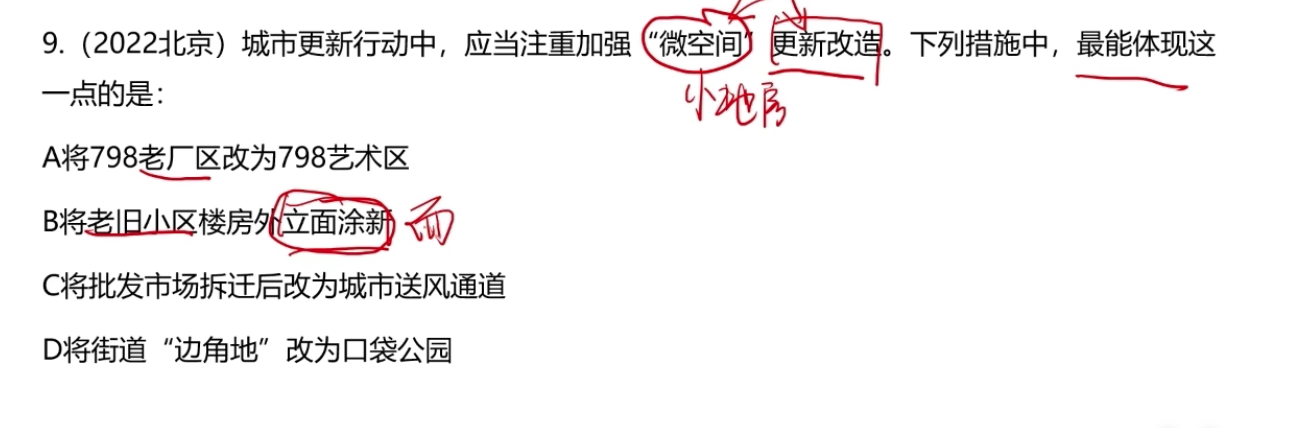 9.（2022北京）城市更新行动中，应当注重加强“微空间”更新改造。下列措施中，最能体现这
一点的是：
小地方
A将798老厂区改为798艺术区
B将老旧小区楼房外立面涂新 面
C将批发市场拆迁后改为城市送风通道
D将街道“边角地”改为口袋公园